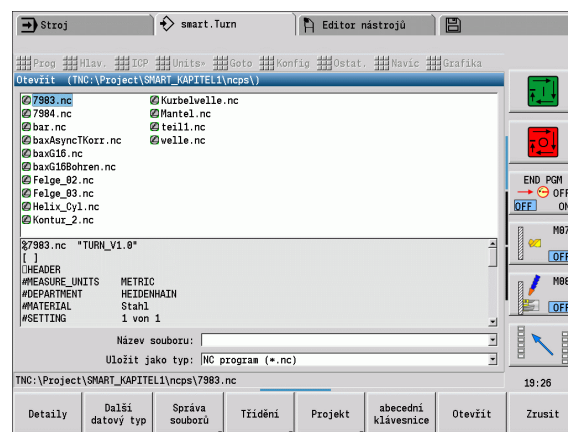 Stroj
smart.Turn
Editor nástrojů
Prog Hlav. ICP Units» Goto Konfig Ostat. Navic Grafika
Otevřít (TNC:\Project\SMART_KAPITEL1\ncps\)
7983.nc
7984.nc
bar.nc
baxAsyncTKorr.nc
baxG16.nc
baxG16Bohren.nc
Felge_02.nc
Felge_03.nc
Helix_Cyl.nc
Kontur_2.nc
Kurbelwelle.nc
Mantel.nc
teil1.nc
welle.nc
%7983.nc "TURN_V1.0"
[ ]
HEADER
#MEASURE_UNITS METRIC
#DEPARTMENT HEIDENHAIN
#MATERIAL Stahl
#SETTING 1 von 1
Název souboru:
Uložit jako typ: NC program (*.nc)
TNC:\Project\SMART_KAPITEL1\ncps\7983.nc
END PGM
OFF
OFF ON
M07
OFF
M08
OFF
19:26
Detaily
Další datový typ
Správa souborů
Třídění
Projekt
abecední klávesnice
Otevřít
Zrusit